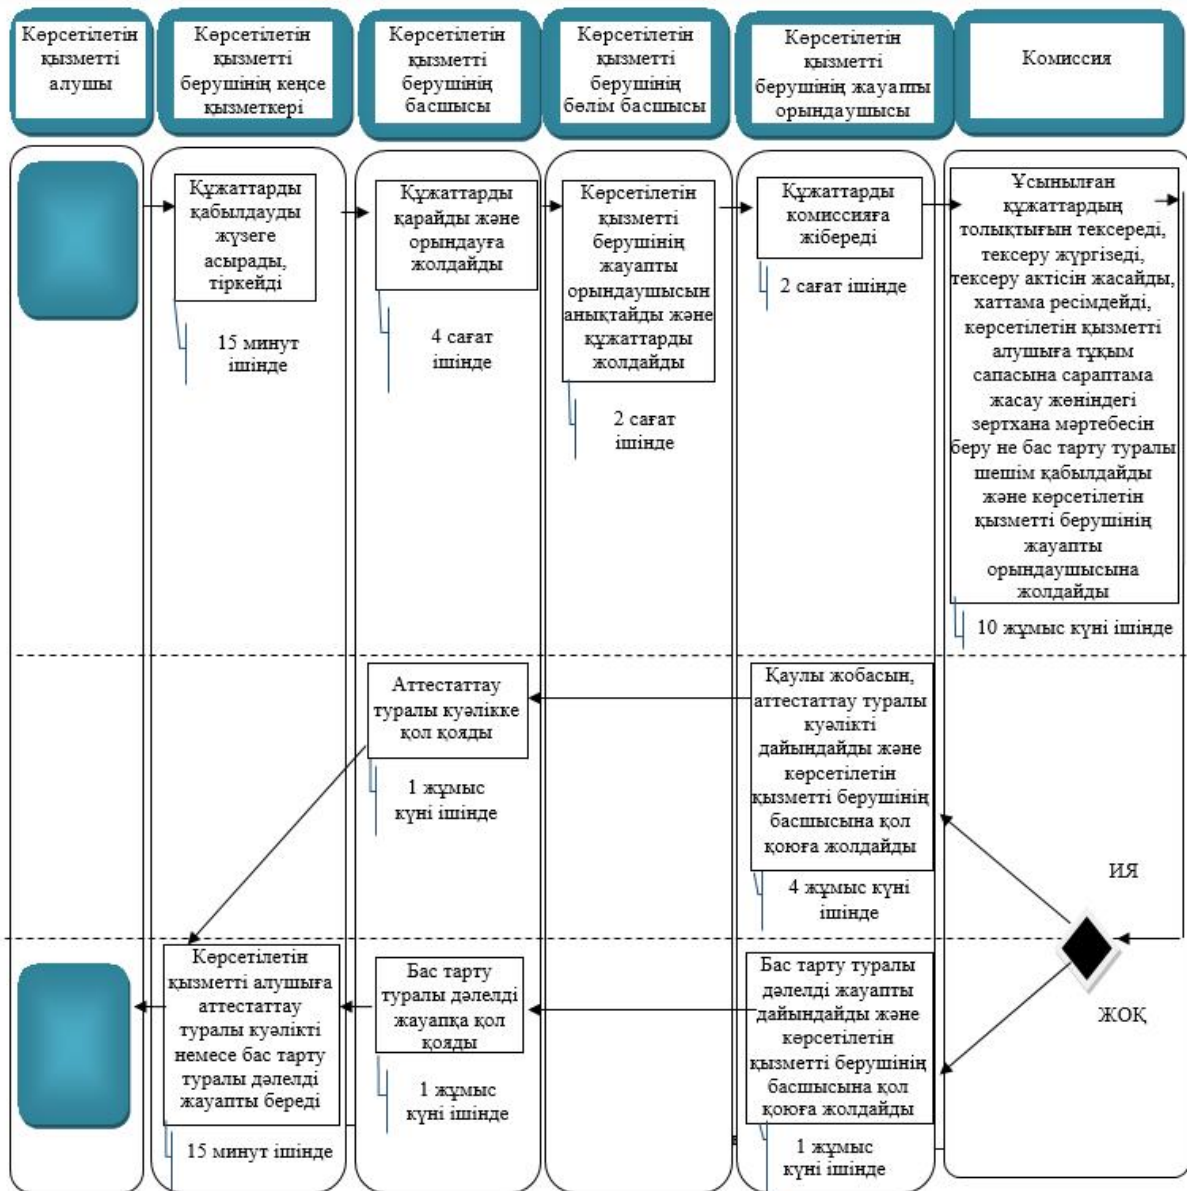 Көрсетілетін
қызметті
алушы
Көрсетілетін
қызметті
берушінің кеңсе
қызметкері
Көрсетілетін
қызметті
берушінің
басшысы
Көрсетілетін
қызметті
берушінің
бөлім басшысы
Көрсетілетін
қызметті
берушінің жауапты
орындаушысы
Комиссия
Құжаттарды
қабылдауды
жүзеге
асырады,
тіркейді
15 минут
ішінде
Құжаттарды
қарайды және
орындауға
жолдайды
4 сағат
ішінде
Көрсетілетін
қызметті
берушінің
жауапты
орындаушысын
анықтайды және
құжаттарды
жолдайды
2 сағат
ішінде
Құжаттарды
комиссияға
жібереді
2 сағат ішінде
Ұсынылған
құжаттардың
толықтығын тексереді,
тексеру жүргізеді,
тексеру актісін жасайды,
хаттама ресімдейді,
көрсетілетін қызметті
алушыға тұқым
сапасына сараптама
жасау жөніндегі
зертхана мәртебесін
беру не бас тарту туралы
шешім қабылдайды
және көрсетілетін
қызметті берушінің
жауапты
орындаушысына
жолдайды
10 жұмыс күні ішінде
Аттестаттау
туралы куәлікке
қол қояды
1 жұмыс
күні ішінде
Қаулы жобасын,
аттестаттау туралы
куәлікті
дайындайды және
көрсетілетін
қызметті берушінің
басшысына қол
қоюға жолдайды
4 жұмыс күні
ішінде
ИЯ
ЖОҚ
Көрсетілетін
қызметті алушыға
аттестаттау
туралы куәлікті
немесе бас тарту
туралы дәлелді
жауапты береді
15 минут ішінде
Бас тарту
туралы дәлелді
жауапқа қол
қояды
1 жұмыс
күні ішінде
Бас тарту туралы
дәлелді жауапты
дайындайды және
көрсетілетін
қызметті берушінің
басшысына қол
қоюға жолдайды
1 жұмыс
күні ішінде